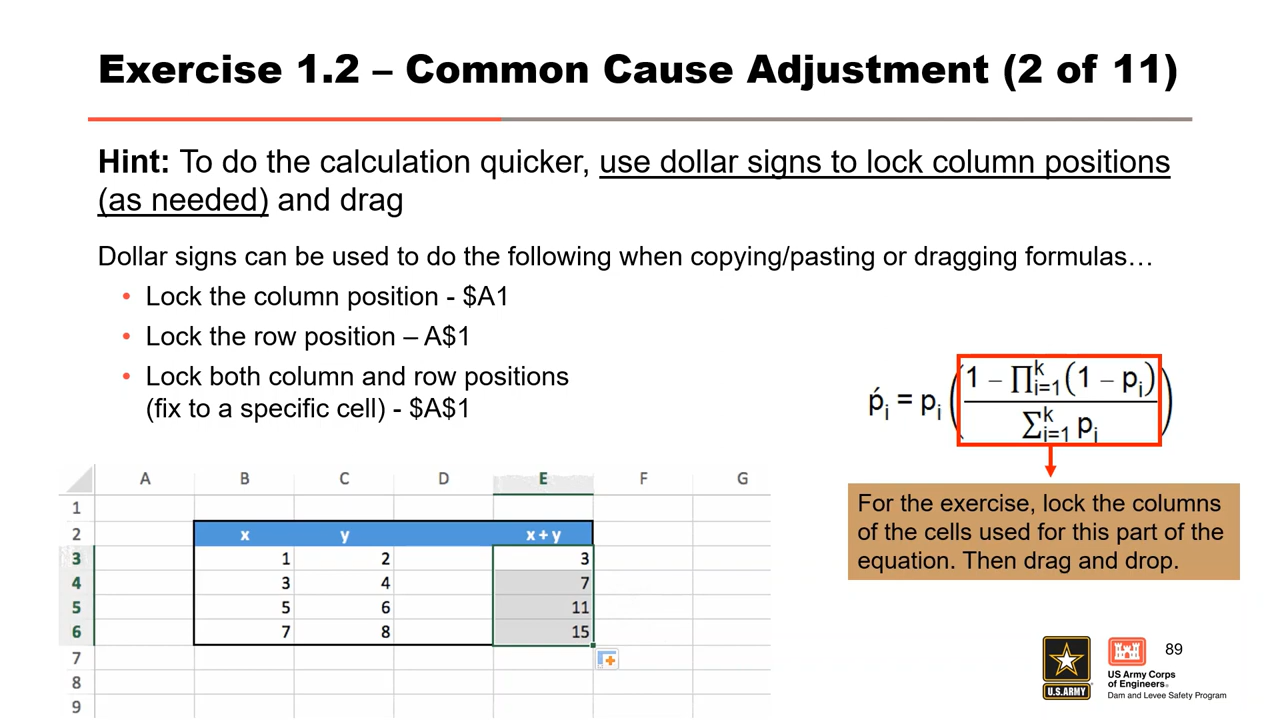 Exercise 1.2 – Common Cause Adjustment (2 of 11)
Hint: To do the calculation quicker, use dollar signs to lock column positions
(as needed) and drag
Dollar signs can be used to do the following when copying/pasting or dragging formulas…
• Lock the column position - $A1
• Lock the row position – A$1
• Lock both column and row positions
(fix to a specific cell) - $A$1
ṕi = pi ( (1 − ∏ᵏi=1 (1 − pi)) / (∑ᵏi=1 pi) )
For the exercise, lock the columns
of the cells used for this part of the
equation. Then drag and drop.
A B C D E F G
1
2 x y x + y
3 1 2 3
4 3 4 7
5 5 6 11
6 7 8 15
7
8
9
U.S.ARMY
US Army Corps
of Engineers®
Dam and Levee Safety Program
89